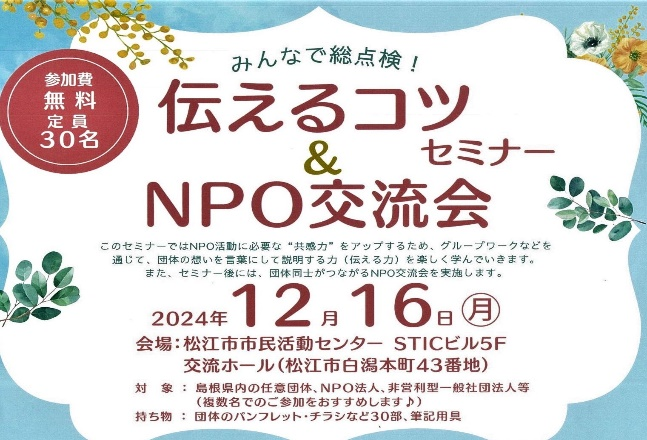 みんなで総点検！
参加費
無料
定員
30名
伝えるコツ
セミナー
&
NPO交流会
このセミナーではNPO活動に必要な“共感力”をアップするため、グループワークなどを
通じて、団体の想いを言葉にして説明する力（伝える力）を楽しく学んでいきます。
また、セミナー後には、団体同士がつながるNPO交流会を実施します。
2024年12月16日㊊
会場：松江市市民活動センター STICビル5F
交流ホール（松江市白潟本町43番地）
対 象 ： 島根県内の任意団体、NPO法人、非営利型一般社団法人等
（複数名でのご参加をおすすめします♪）
持ち物 ： 団体のパンフレット・チラシなど30部、筆記用具